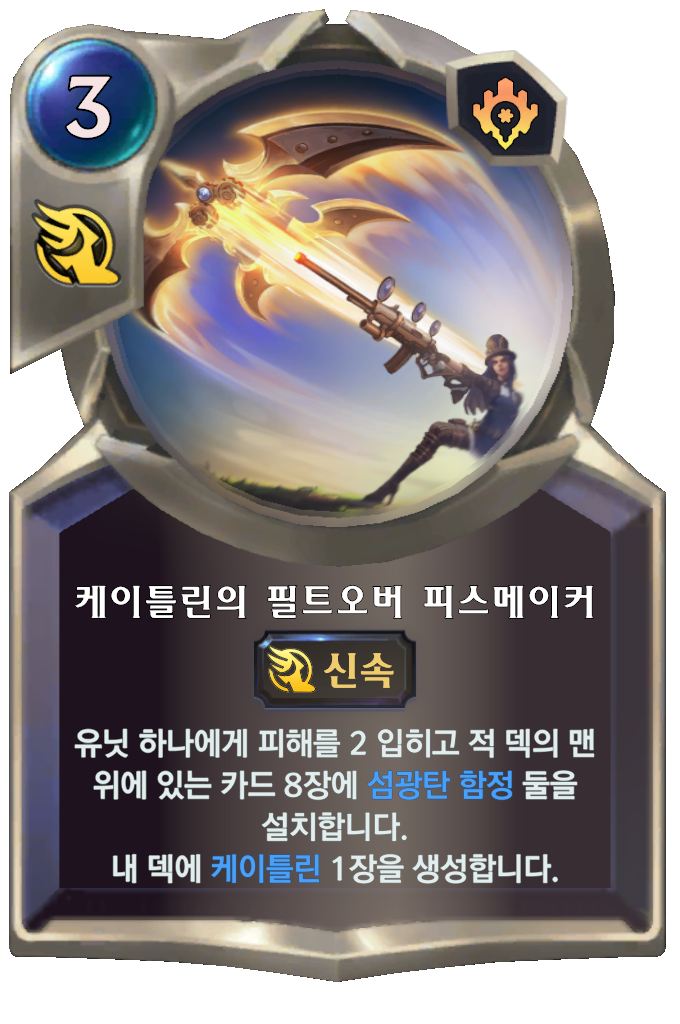 3
케이틀린의 필트오버 피스메이커
신속
유닛 하나에게 피해를 2 입히고 적 덱의 맨
위에 있는 카드 8장에 섬광탄 함정 둘을
설치합니다.
내 덱에 케이틀린 1장을 생성합니다.